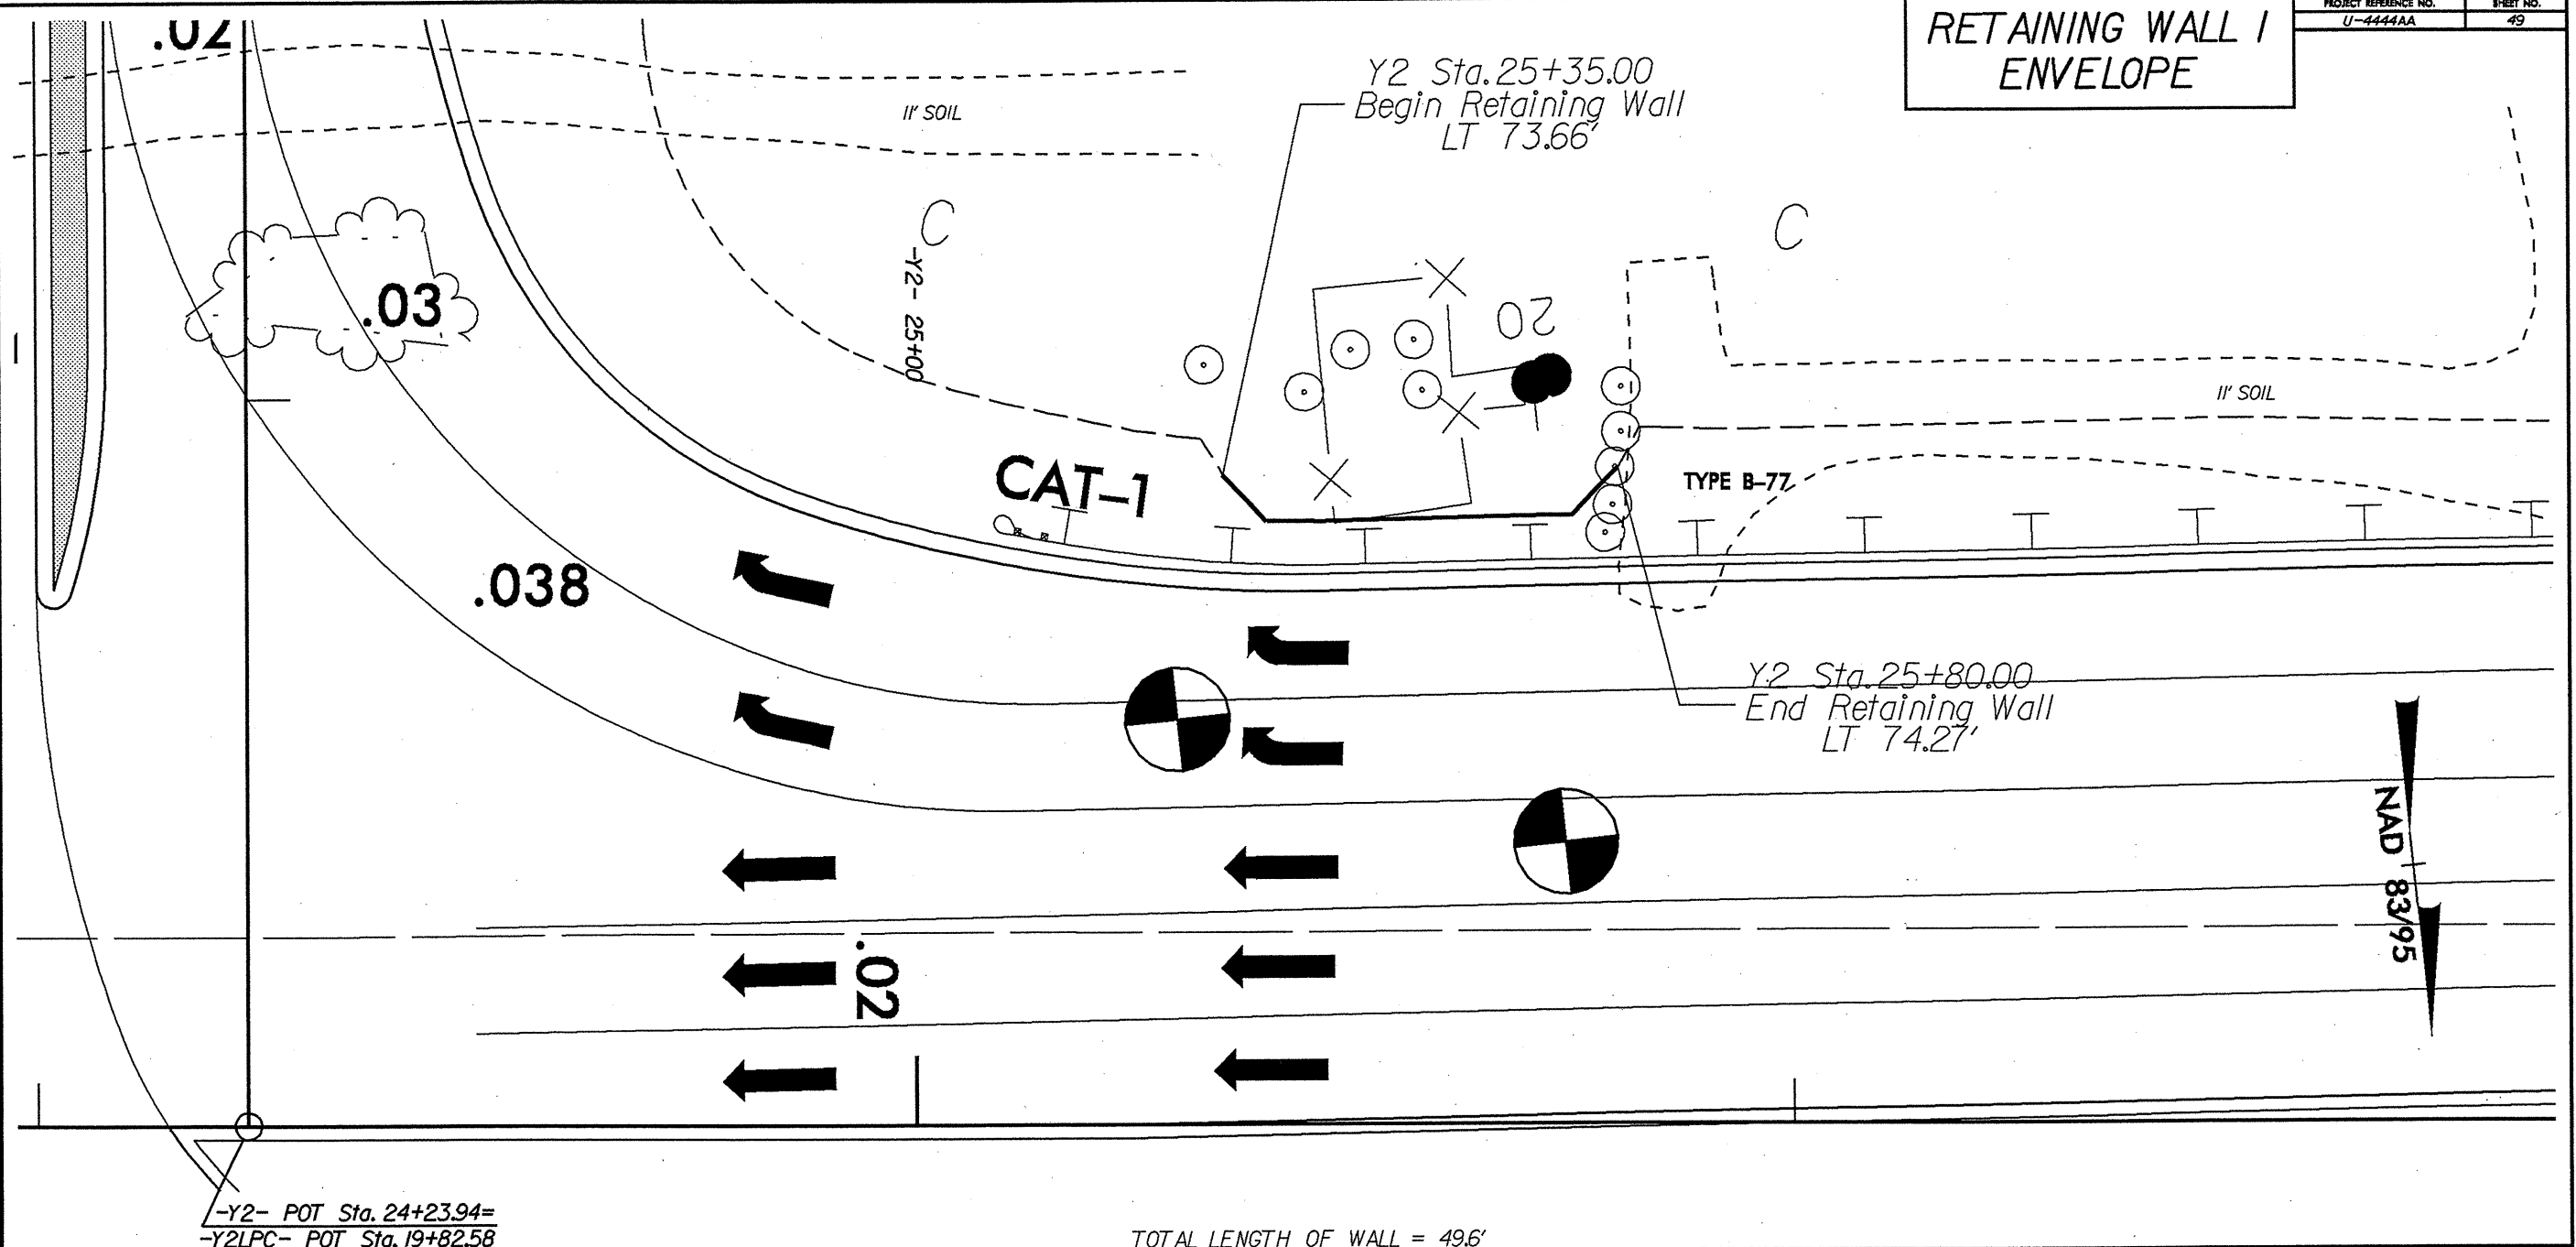 PROJECT REFERENCE NO.
SHEET NO.
U-4444AA
49
RETAINING WALL 1
ENVELOPE
.02
Y2 Sta. 25+35.00
Begin Retaining Wall
LT 73.66'
11' SOIL
C
C
-Y2- 25+00
.03
20
11' SOIL
CAT-1
TYPE B-77
.038
Y2 Sta. 25+80.00
End Retaining Wall
LT 74.27'
NAD 83/95
.02
-Y2- POT Sta. 24+23.94=
-Y2LPC- POT Sta. 19+82.58
TOTAL LENGTH OF WALL = 49.6'